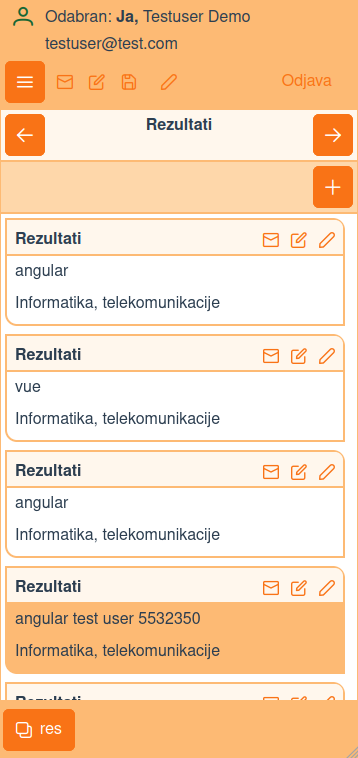 Odabran: Ja, Testuser Demo
testuser@test.com
Odjava
Rezultati
Rezultati
angular
Informatika, telekomunikacije
Rezultati
vue
Informatika, telekomunikacije
Rezultati
angular
Informatika, telekomunikacije
Rezultati
angular test user 5532350
Informatika, telekomunikacije
Rezultati
res